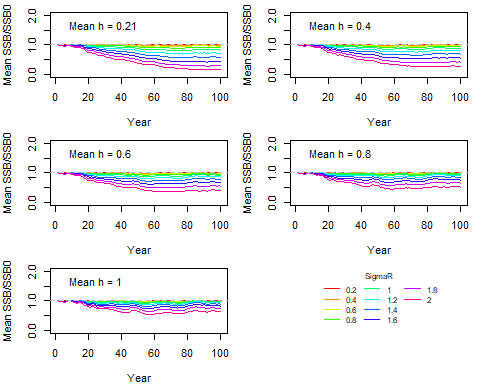 Mean h = 0.21
Mean SSB/SSB0
0.0 1.0 2.0
0 20 40 60 80 100
Year
Mean h = 0.4
Mean SSB/SSB0
0.0 1.0 2.0
0 20 40 60 80 100
Year
Mean h = 0.6
Mean SSB/SSB0
0.0 1.0 2.0
0 20 40 60 80 100
Year
Mean h = 0.8
Mean SSB/SSB0
0.0 1.0 2.0
0 20 40 60 80 100
Year
Mean h = 1
Mean SSB/SSB0
0.0 1.0 2.0
0 20 40 60 80 100
Year
SigmaR
0.2 1 1.8
0.4 1.2 2
0.6 1.4
0.8 1.6